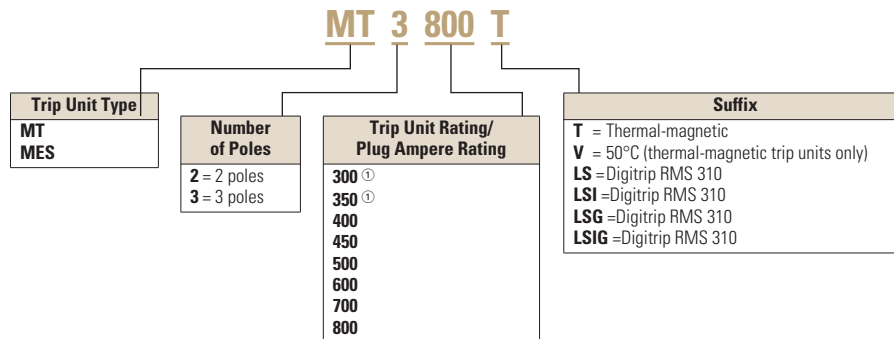 MT 3 800 T
Trip Unit Type
MT
MES
Number
of Poles
2 = 2 poles
3 = 3 poles
Trip Unit Rating/
Plug Ampere Rating
300 ①
350 ①
400
450
500
600
700
800
Suffix
T = Thermal-magnetic
V = 50°C (thermal-magnetic trip units only)
LS =Digitrip RMS 310
LSI =Digitrip RMS 310
LSG =Digitrip RMS 310
LSIG =Digitrip RMS 310